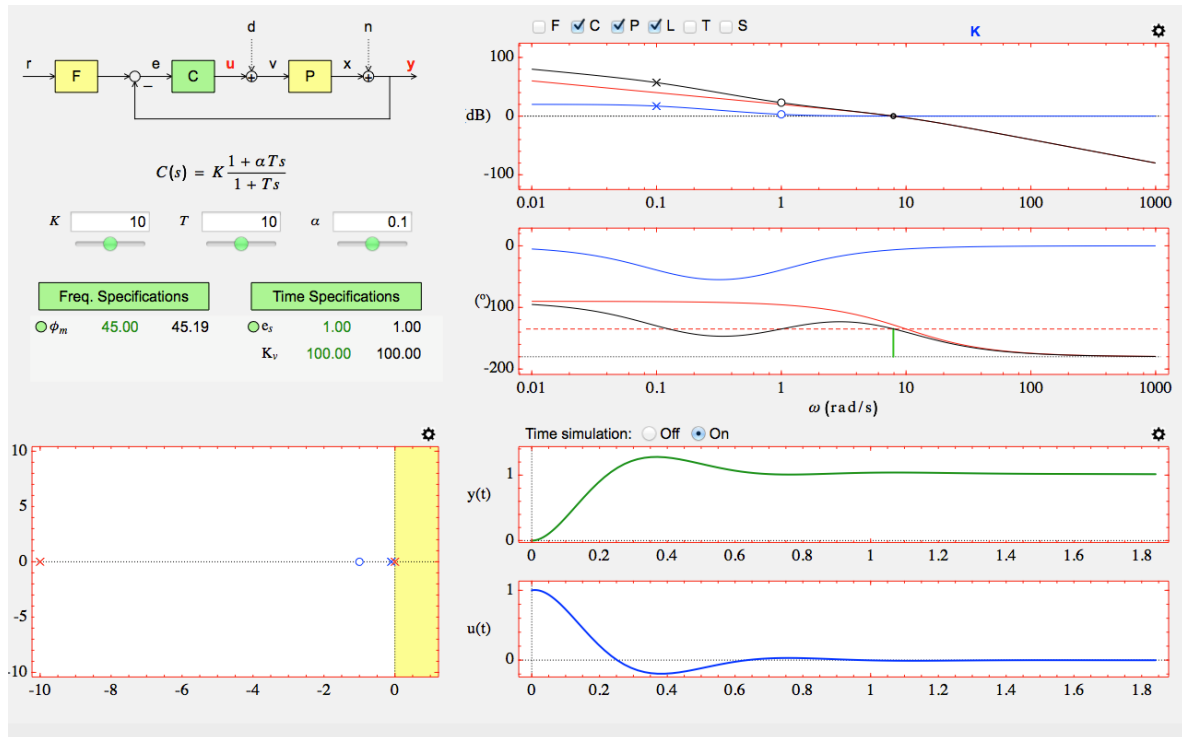 d n
r F e C u v P x y
+ +
−
C(s) = K (1 + α T s) / (1 + T s)
K 10 T 10 α 0.1
Freq. Specifications Time Specifications
ϕm 45.00 45.19 es 1.00 1.00
Kv 100.00 100.00
F C P L T S K
100
(dB) 0
-100
0.01 0.1 1 10 100 1000
0
(º) -100
-200
0.01 0.1 1 10 100 1000
ω (rad/s)
10
5
0
-5
-10
-10 -8 -6 -4 -2 0
Time simulation: Off On
1
y(t)
0
0 0.2 0.4 0.6 0.8 1 1.2 1.4 1.6 1.8
1
u(t)
0
0 0.2 0.4 0.6 0.8 1 1.2 1.4 1.6 1.8